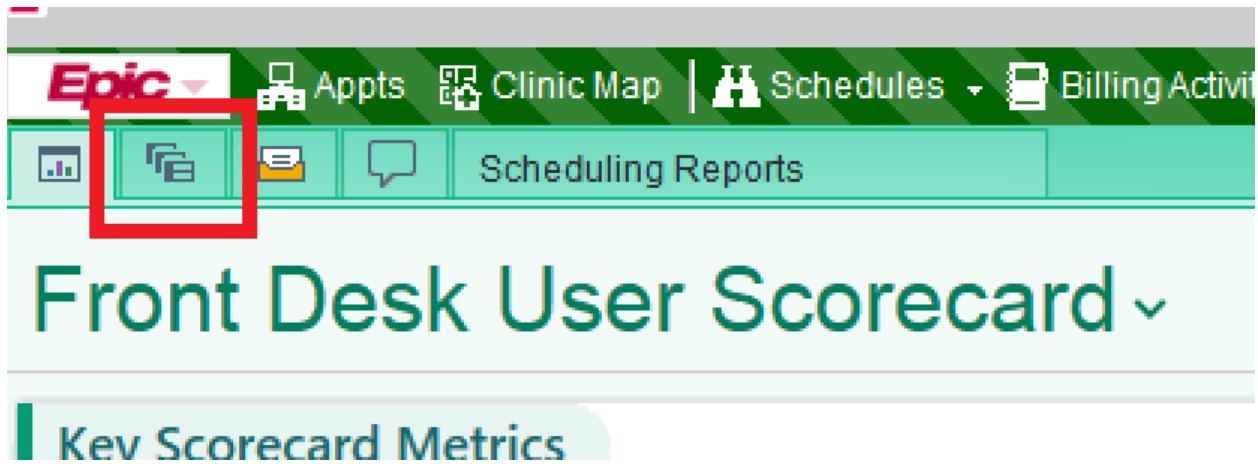 Epic Appts Clinic Map Schedules Billing Activit
Scheduling Reports
Front Desk User Scorecard
Key Scorecard Metrics